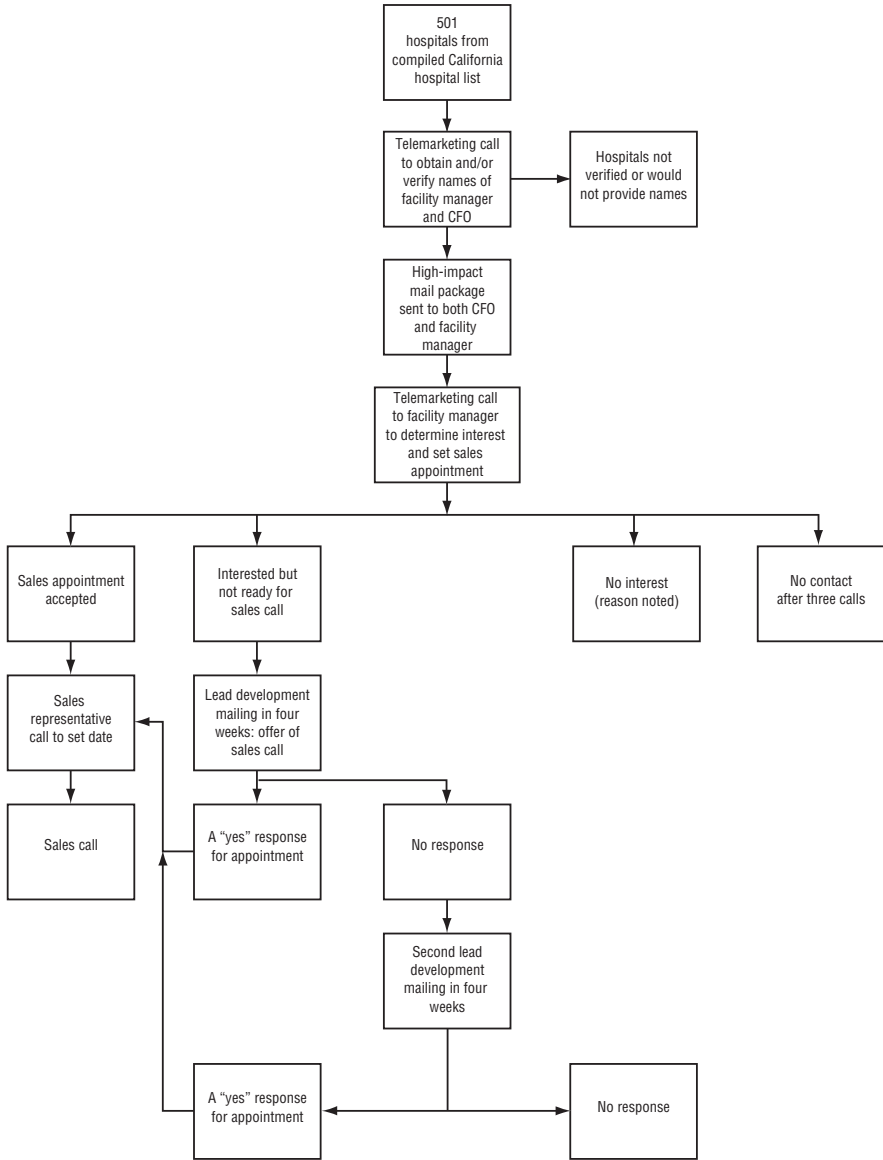 501
hospitals from
compiled California
hospital list
Telemarketing call
to obtain and/or
verify names of
facility manager
and CFO
Hospitals not
verified or would
not provide names
High-impact
mail package
sent to both CFO
and facility
manager
Telemarketing call
to facility manager
to determine interest
and set sales
appointment
Sales appointment
accepted
Interested but
not ready for
sales call
No interest
(reason noted)
No contact
after three calls
Sales
representative
call to set date
Lead development
mailing in four
weeks: offer of
sales call
Sales call
A “yes” response
for appointment
No response
Second lead
development
mailing in four
weeks
A “yes” response
for appointment
No response